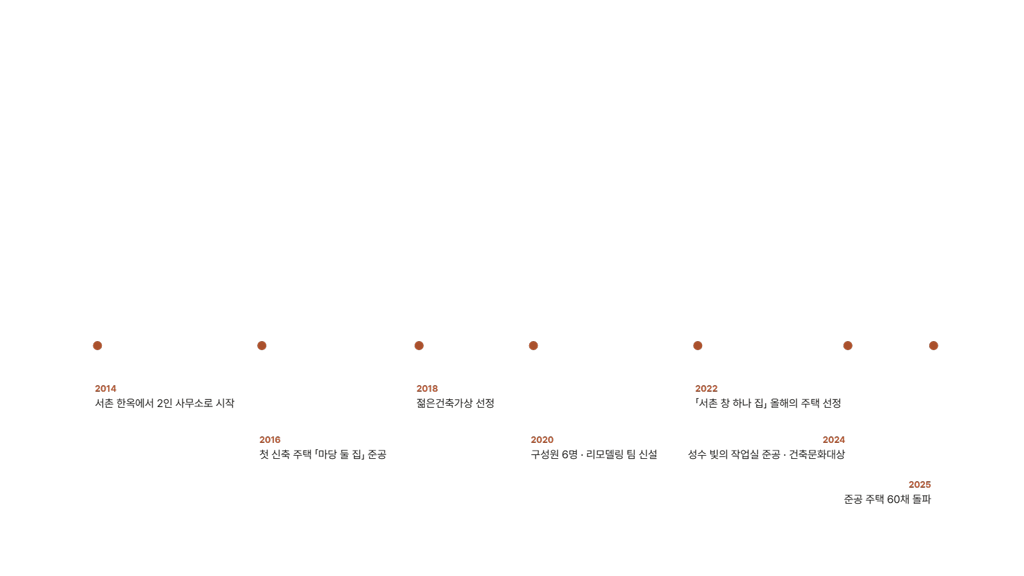 2014
서촌 한옥에서 2인 사무소로 시작
2018
젊은건축가상 선정
2022
「서촌 창 하나 집」 올해의 주택 선정
2016
첫 신축 주택 「마당 둘 집」 준공
2020
구성원 6명 · 리모델링 팀 신설
2024
성수 빛의 작업실 준공 · 건축문화대상
2025
준공 주택 60채 돌파